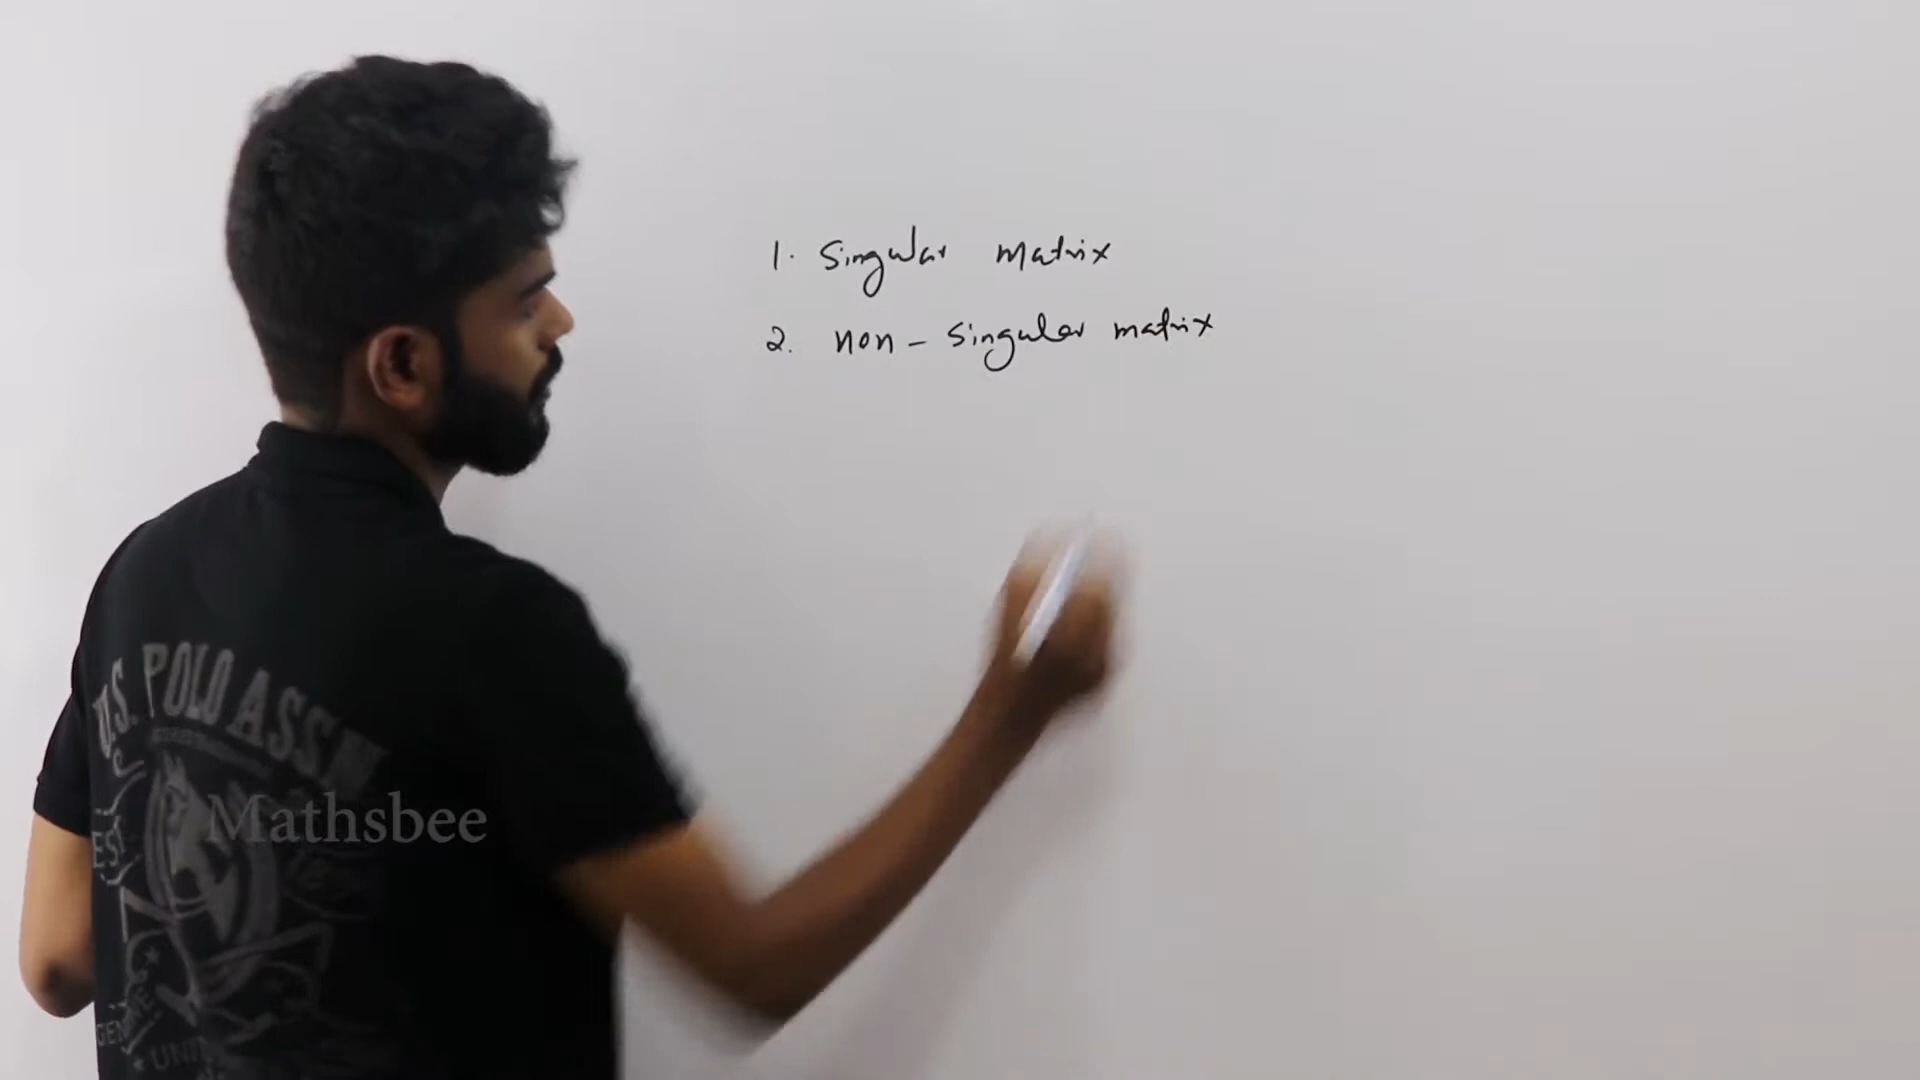 1. Singular matrix
2. non - singular matrix
U.S. POLO ASSN
Mathsbee